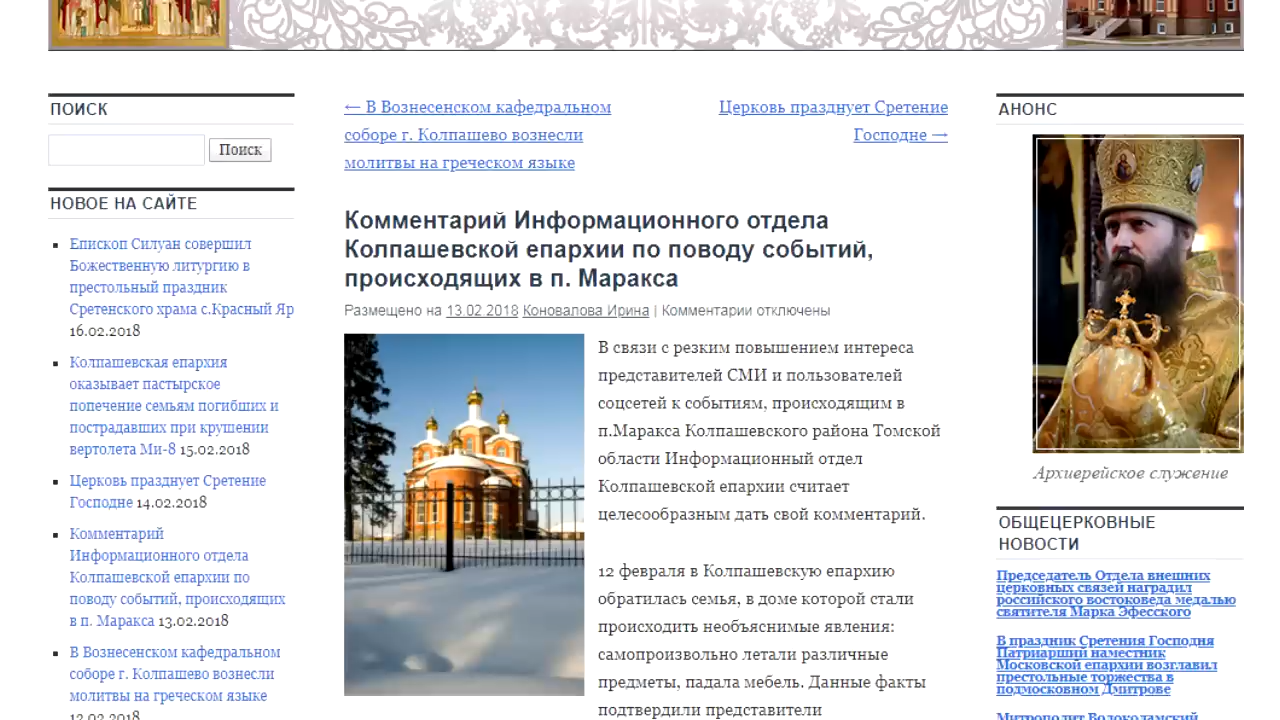 ПОИСК
Поиск
НОВОЕ НА САЙТЕ
Епископ Силуан совершил
Божественную литургию в
престольный праздник
Сретенского храма с.Красный Яр
16.02.2018
Колпашевская епархия
оказывает пастырское
попечение семьям погибших и
пострадавших при крушении
вертолета Ми-8 15.02.2018
Церковь празднует Сретение
Господне 14.02.2018
Комментарий
Информационного отдела
Колпашевской епархии по
поводу событий, происходящих
в п. Маракса 13.02.2018
В Вознесенском кафедральном
соборе г. Колпашево вознесли
молитвы на греческом языке
13.02.2018
← В Вознесенском кафедральном
соборе г. Колпашево вознесли
молитвы на греческом языке
Церковь празднует Сретение
Господне →
Комментарий Информационного отдела
Колпашевской епархии по поводу событий,
происходящих в п. Маракса
Размещено на 13.02.2018 Коновалова Ирина | Комментарии отключены
В связи с резким повышением интереса
представителей СМИ и пользователей
соцсетей к событиям, происходящим в
п.Маракса Колпашевского района Томской
области Информационный отдел
Колпашевской епархии считает
целесообразным дать свой комментарий.
12 февраля в Колпашевскую епархию
обратилась семья, в доме которой стали
происходить необъяснимые явления:
самопроизвольно летали различные
предметы, падала мебель. Данные факты
подтвердили представители
АНОНС
Архиерейское служение
ОБЩЕЦЕРКОВНЫЕ
НОВОСТИ
Председатель Отдела внешних
церковных связей наградил
российского востоковеда медалью
святителя Марка Эфесского
В праздник Сретения Господня
Патриарший наместник
Московской епархии возглавил
престольные торжества в
подмосковном Дмитрове
Митрополит Волоколамский